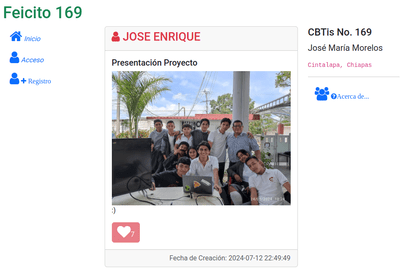 Feicito 169
Inicio
Acceso
Registro
JOSE ENRIQUE
Presentación Proyecto
:)
7
Fecha de Creación: 2024-07-12 22:49:49
CBTis No. 169
José María Morelos
Cintalapa, Chiapas
Acerca de...